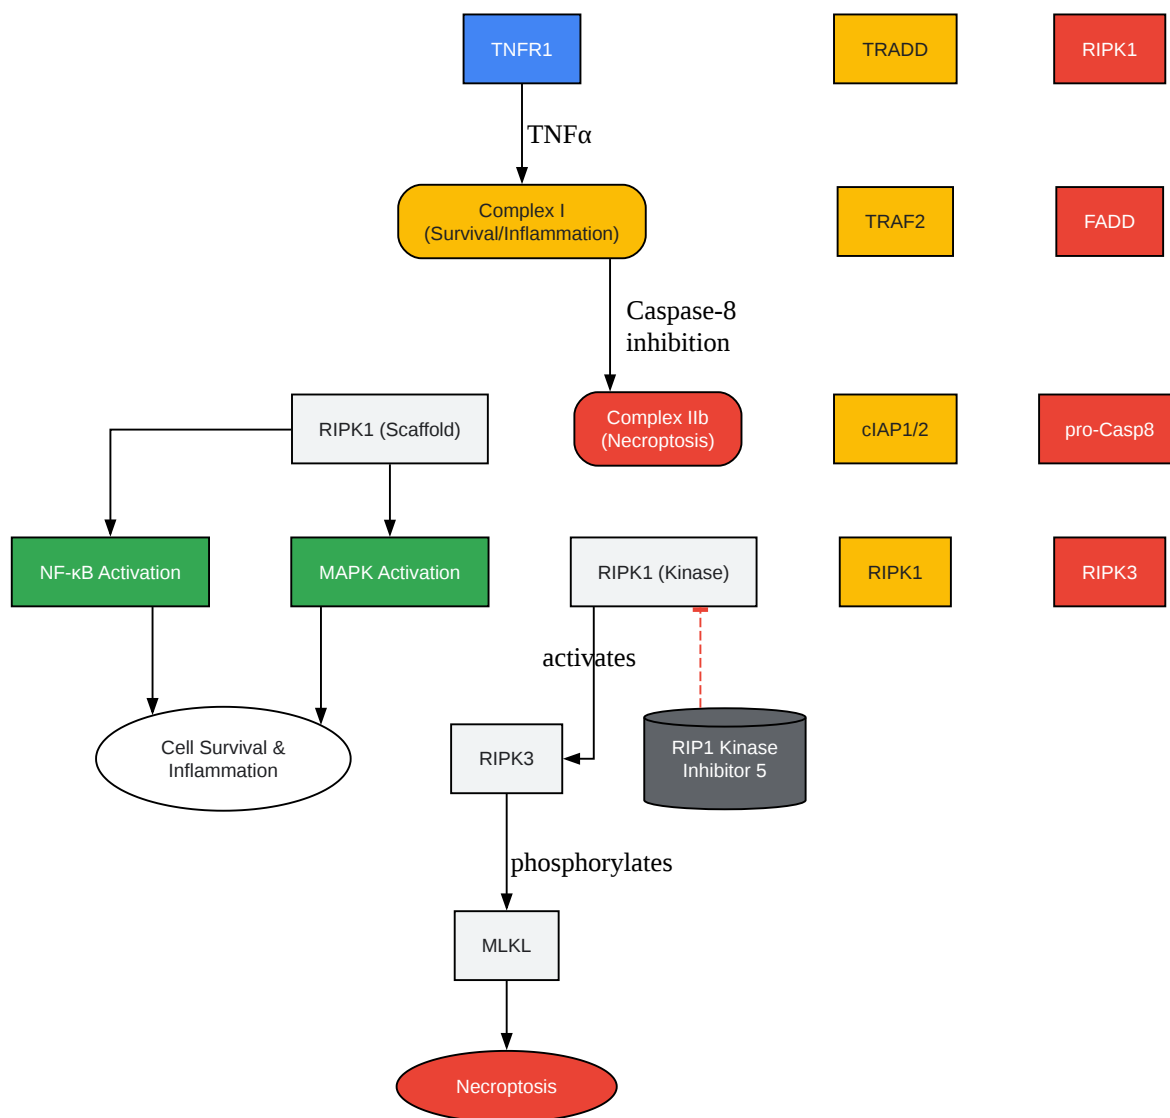 TNFR1
TRADD
RIPK1
TNFα
Complex I
(Survival/Inflammation)
TRAF2
FADD
Caspase-8
inhibition
RIPK1 (Scaffold)
Complex IIb
(Necroptosis)
cIAP1/2
pro-Casp8
NF-κB Activation
MAPK Activation
RIPK1 (Kinase)
RIPK1
RIPK3
activates
Cell Survival &
Inflammation
RIPK3
RIP1 Kinase
Inhibitor 5
phosphorylates
MLKL
Necroptosis